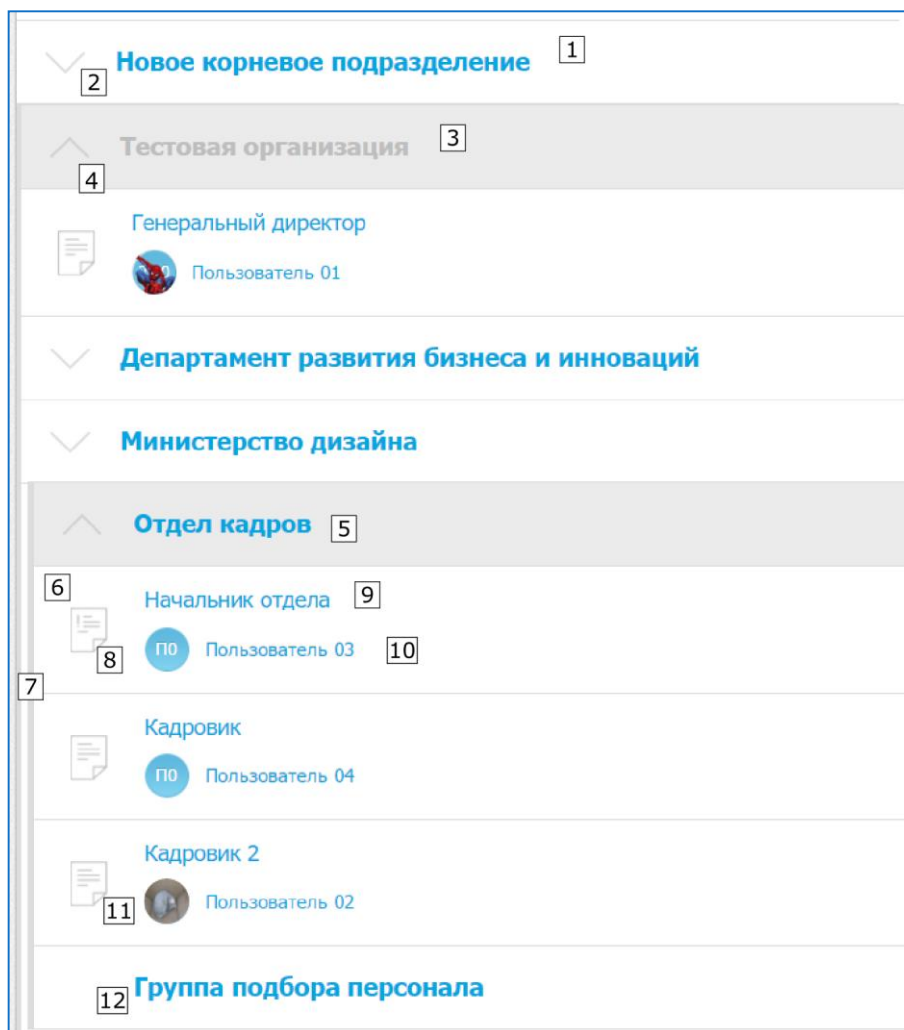 Новое корневое подразделение 1
2
Тестовая организация 3
4
Генеральный директор
Пользователь 01
Департамент развития бизнеса и инноваций
Министерство дизайна
Отдел кадров 5
6
Начальник отдела 9
8 П0 Пользователь 03 10
7
Кадровик
П0 Пользователь 04
Кадровик 2
11 Пользователь 02
12 Группа подбора персонала